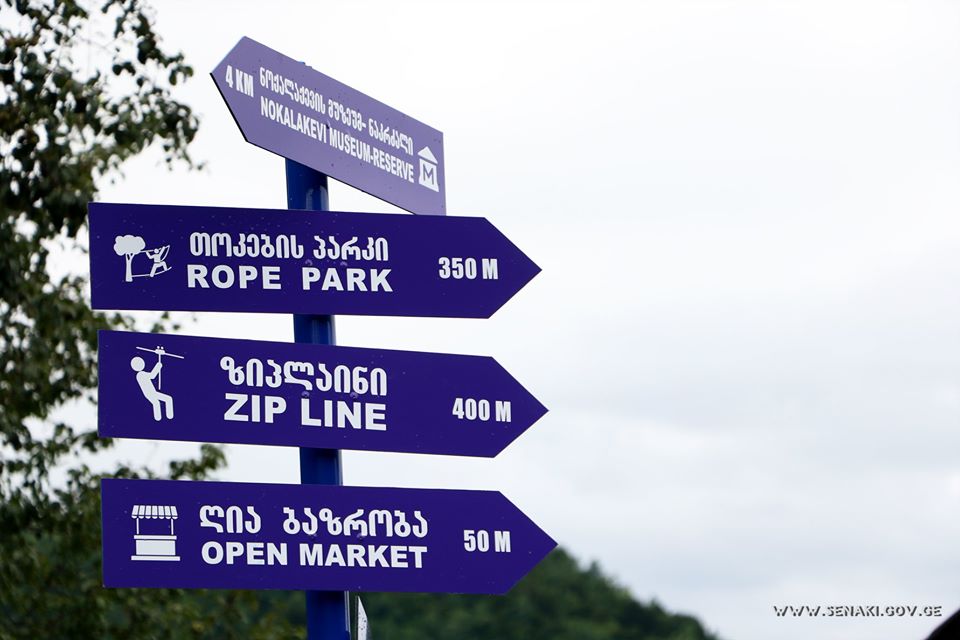 4 KM
ნოქალაქევის მუზეუმ- ნაკრძალი
NOKALAKEVI MUSEUM-RESERVE
M
თოკების პარკი
ROPE PARK
350 M
ზიპლაინი
ZIP LINE
400 M
ღია ბაზრობა
OPEN MARKET
50 M
WWW.SENAKI.GOV.GE